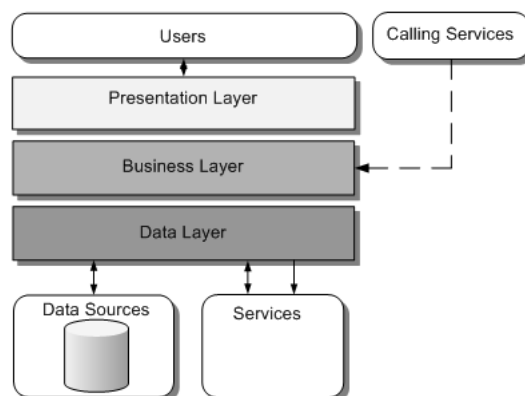 Users
Calling Services
Presentation Layer
Business Layer
Data Layer
Data Sources
Services